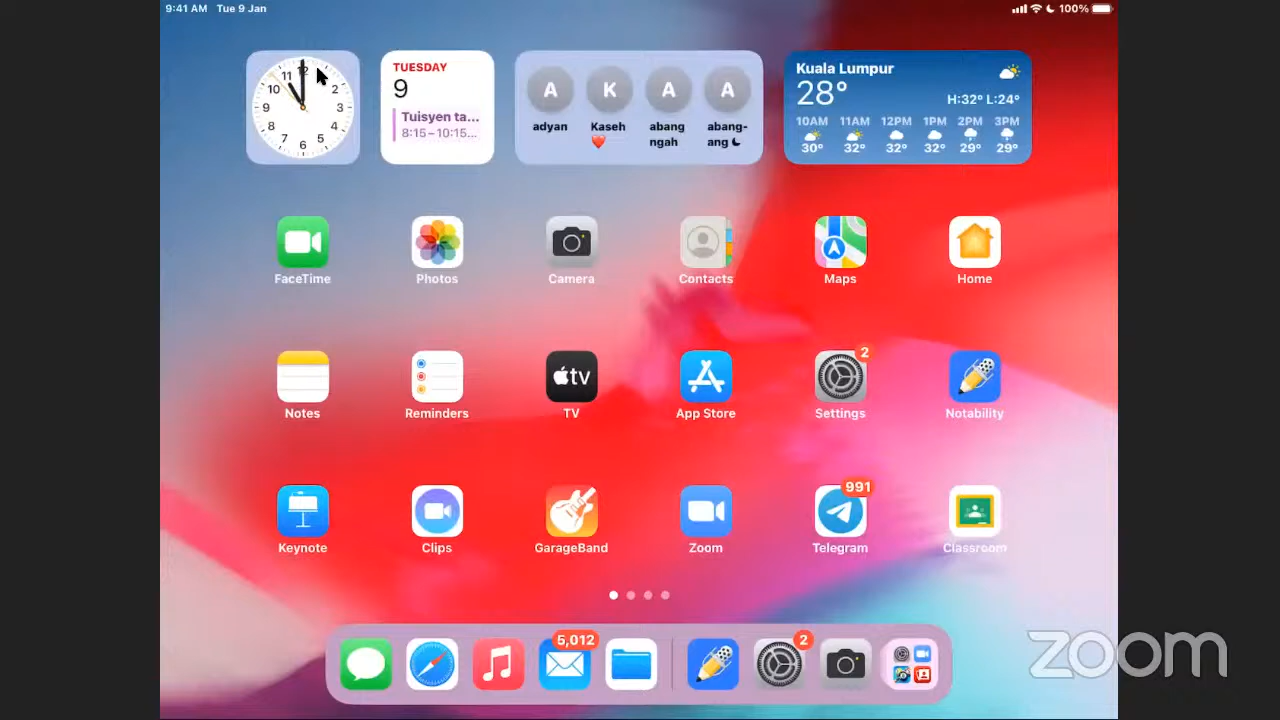 9:41 AM Tue 9 Jan
100%
12
11
10
2
9
3
8
4
7
5
6
TUESDAY
9
Tuisyen ta...
8:15–10:15...
A K A A
adyan Kaseh abang abang-
ngah ang
Kuala Lumpur
28°
H:32° L:24°
10AM 11AM 12PM 1PM 2PM 3PM
30° 32° 32° 32° 29° 29°
FaceTime Photos Camera Contacts Maps Home
tv
2
Notes Reminders TV App Store Settings Notability
991
Keynote Clips GarageBand Zoom Telegram Classroom
5,012
2
zoom